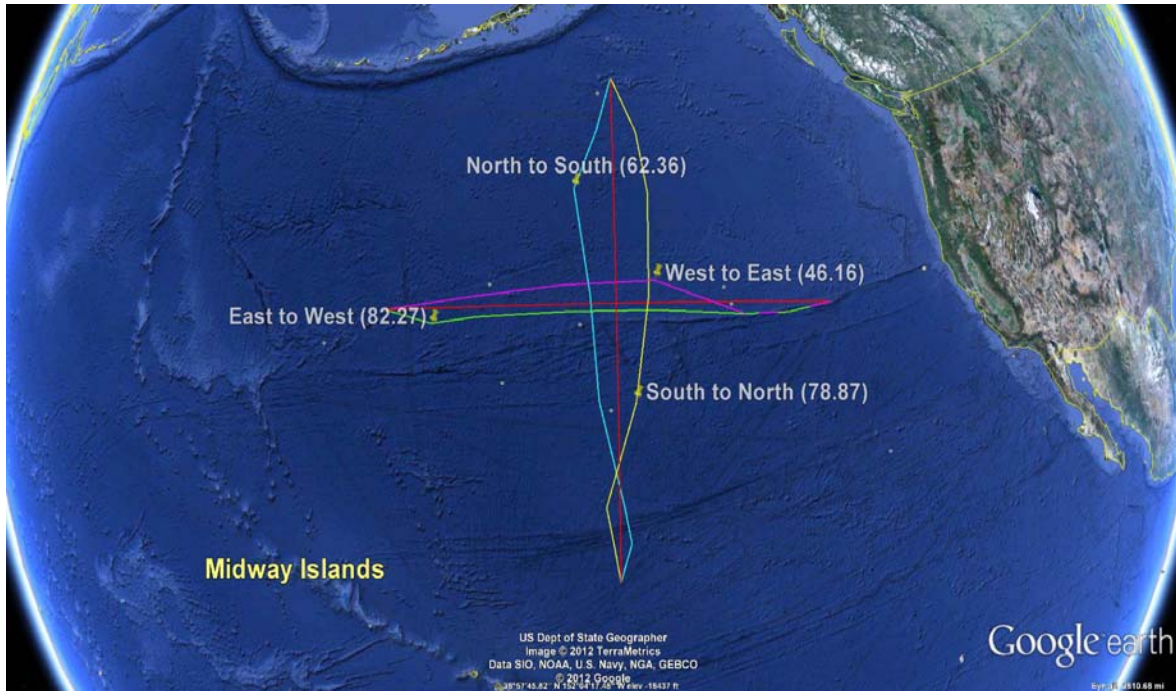 North to South (62.36)
West to East (46.16)
East to West (82.27)
South to North (78.87)
Midway Islands
US Dept of State Geographer
Image © 2012 TerraMetrics
Data SIO, NOAA, U.S. Navy, NGA, GEBCO
© 2012 Google
Google earth